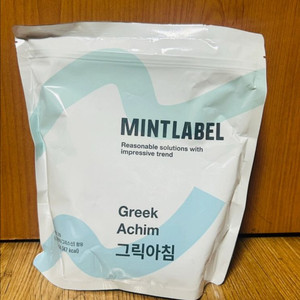 MINTLABEL
Reasonable solutions with
impressive trend
Greek
Achim
그릭아침